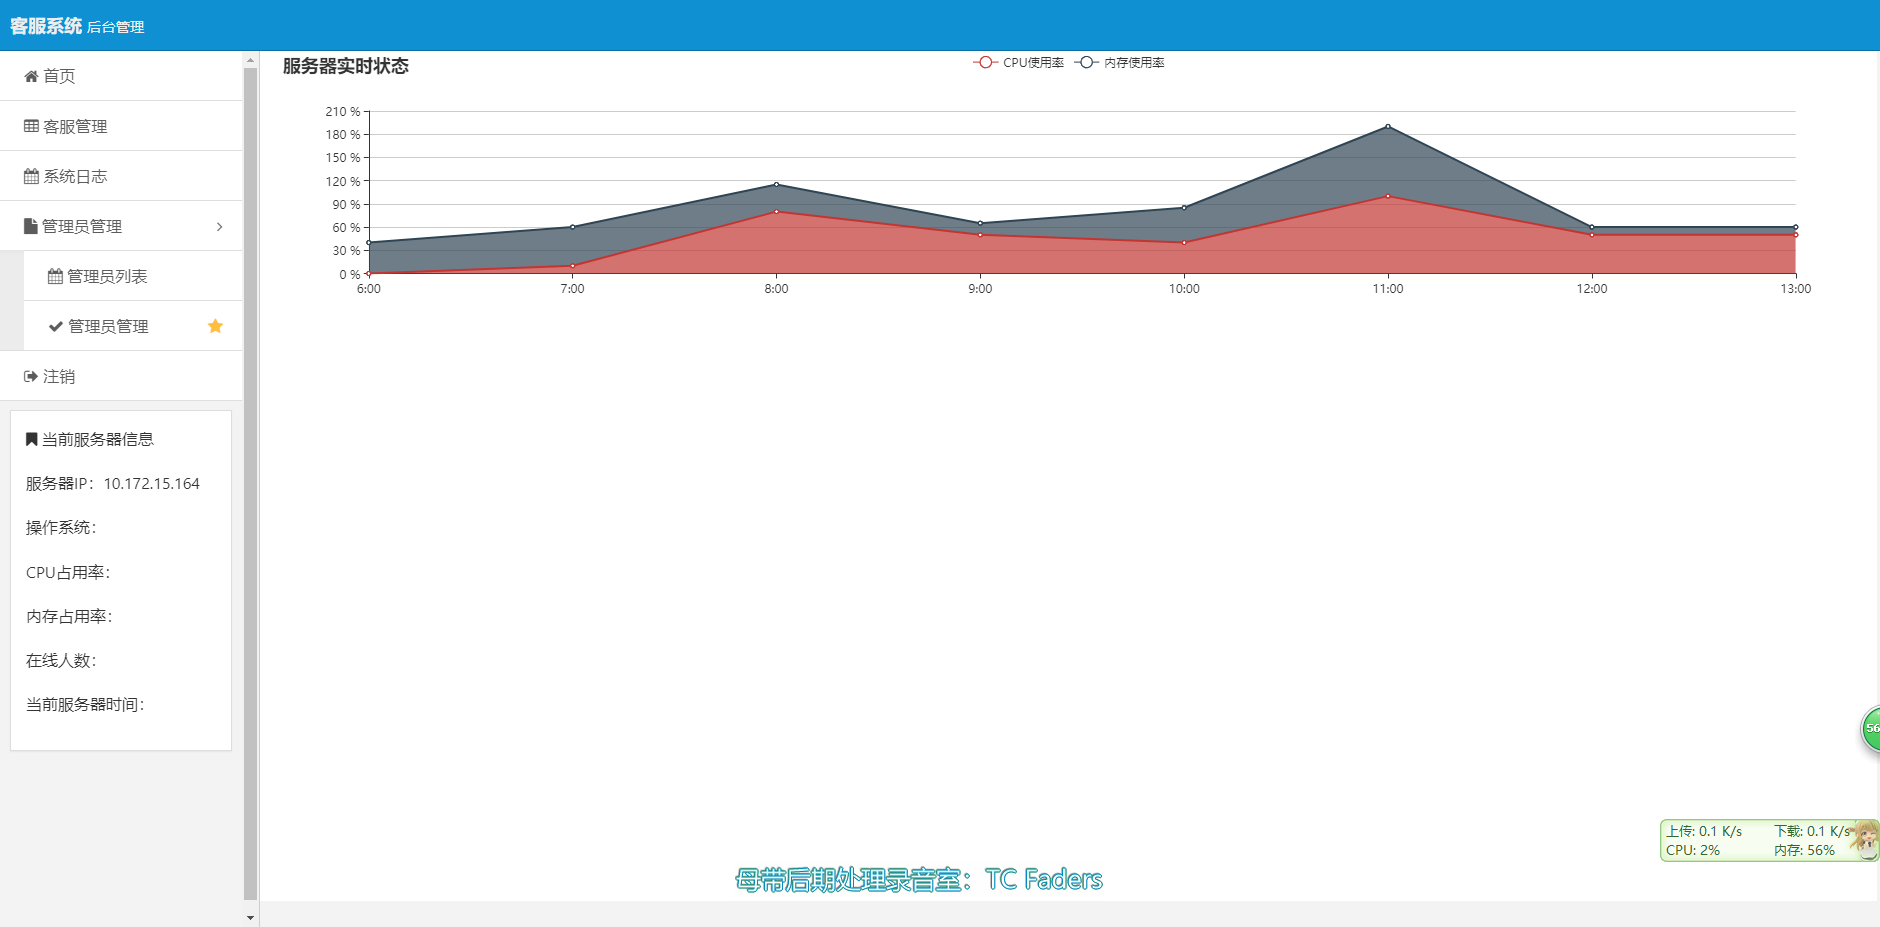 客服系统 后台管理
首页
客服管理
系统日志
管理员管理
管理员列表
管理员管理
注销
当前服务器信息
服务器IP：10.172.15.164
操作系统：
CPU占用率：
内存占用率：
在线人数：
当前服务器时间：
服务器实时状态
CPU使用率 内存使用率
210 %
180 %
150 %
120 %
90 %
60 %
30 %
0 %
6:00 7:00 8:00 9:00 10:00 11:00 12:00 13:00
56
上传: 0.1 K/s 下载: 0.1 K/s
CPU: 2% 内存: 56%
母带后期处理录音室：TC Faders